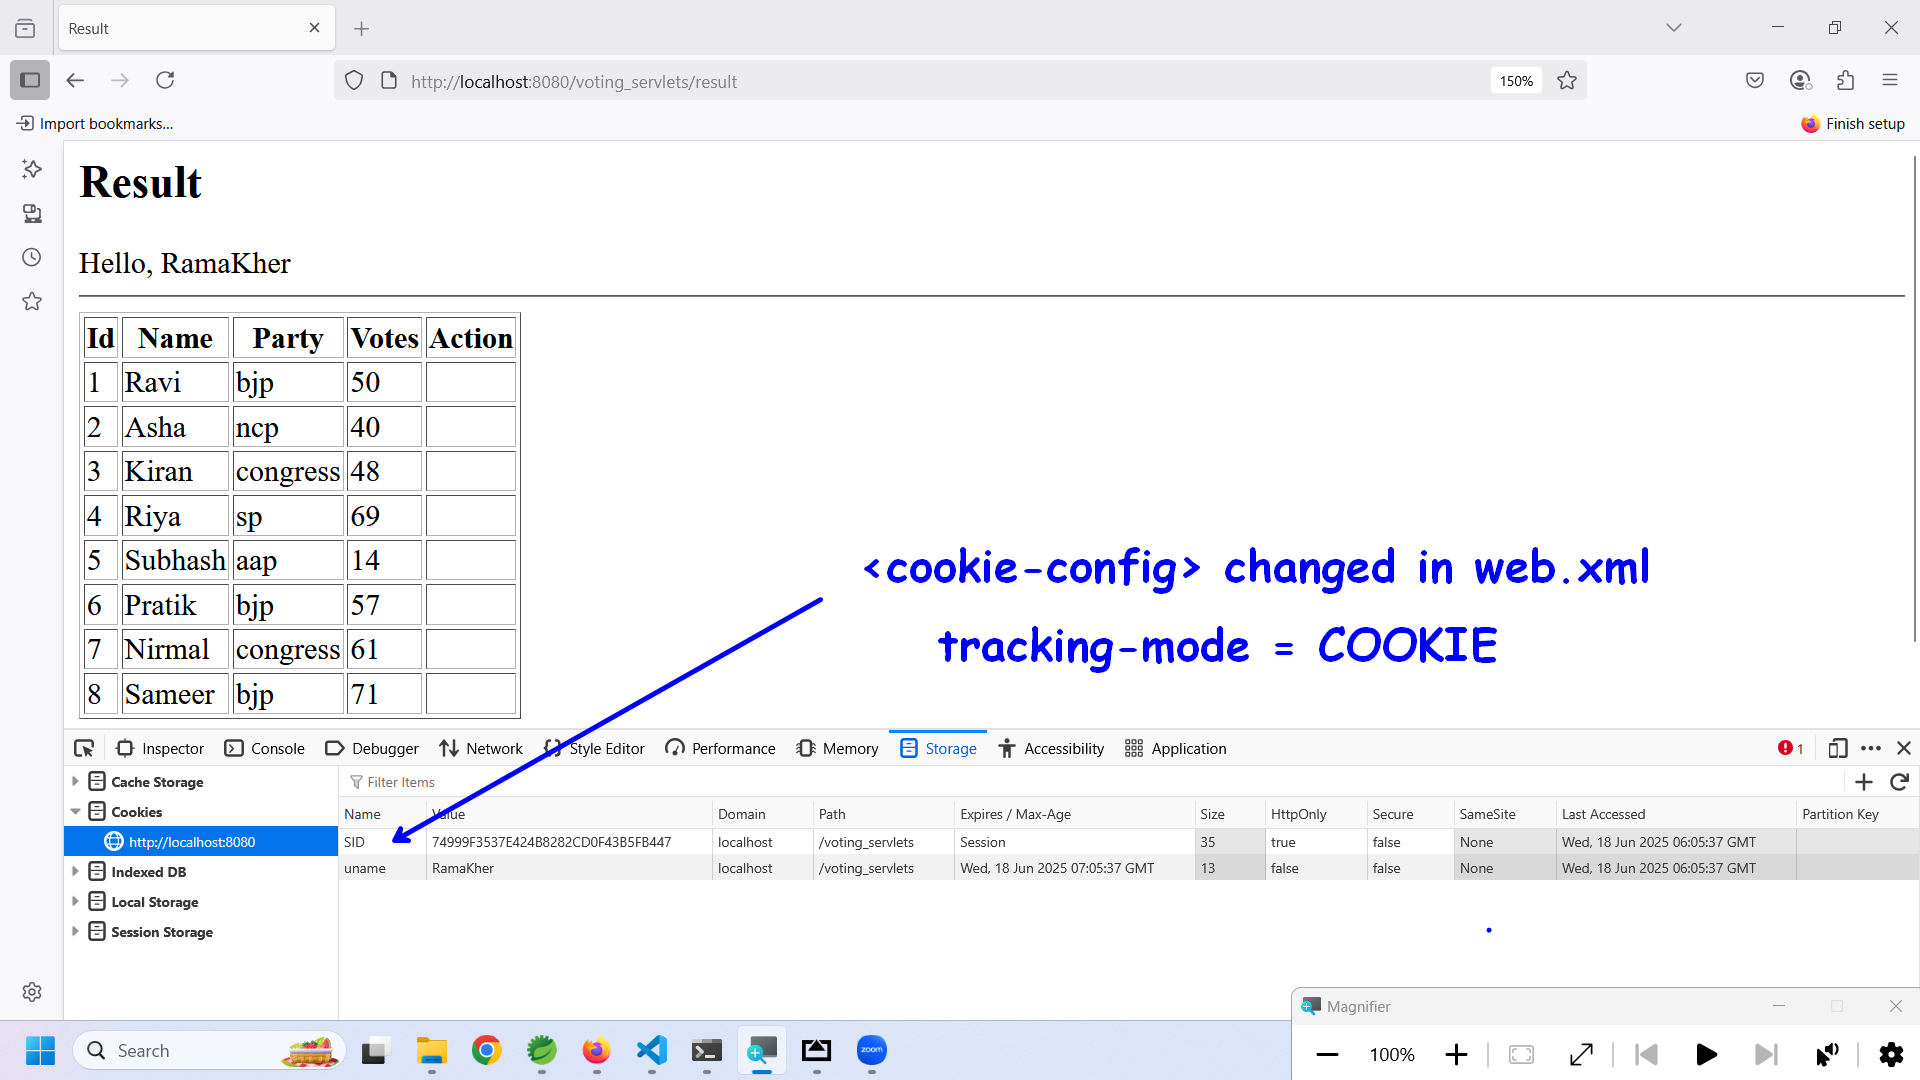 Result
http://localhost:8080/voting_servlets/result
150%
Import bookmarks...
Finish setup
Result
Hello, RamaKher
Id Name Party Votes Action
1 Ravi bjp 50
2 Asha ncp 40
3 Kiran congress 48
4 Riya sp 69
5 Subhash aap 14
6 Pratik bjp 57
7 Nirmal congress 61
8 Sameer bjp 71
<cookie-config> changed in web.xml
tracking-mode = COOKIE
Inspector Console Debugger Network Style Editor Performance Memory Storage Accessibility Application 1
Cache Storage
Cookies
http://localhost:8080
Indexed DB
Local Storage
Session Storage
Filter Items
Name Value Domain Path Expires / Max-Age Size HttpOnly Secure SameSite Last Accessed Partition Key
SID 74999F3537E424B8282CD0F43B5FB447 localhost /voting_servlets Session 35 true false None Wed, 18 Jun 2025 06:05:37 GMT
uname RamaKher localhost /voting_servlets Wed, 18 Jun 2025 07:05:37 GMT 13 false false None Wed, 18 Jun 2025 06:05:37 GMT
Magnifier
100%
Search
zoom